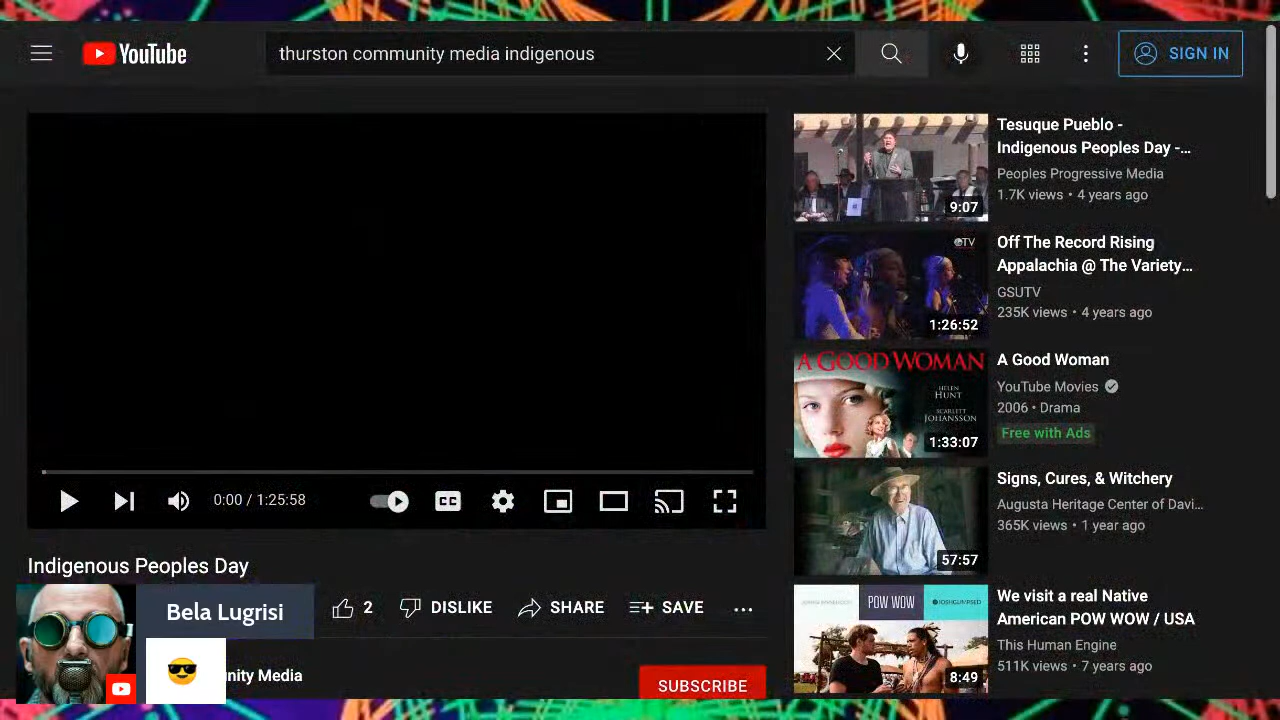 YouTube
thurston community media indigenous
SIGN IN
Tesuque Pueblo -
Indigenous Peoples Day -...
Peoples Progressive Media
1.7K views • 4 years ago
9:07
Off The Record Rising
Appalachia @ The Variety...
GSUTV
235K views • 4 years ago
1:26:52
A GOOD WOMAN
HELEN
HUNT
SCARLETT
JOHANSSON
1:33:07
A Good Woman
YouTube Movies
2006 • Drama
Free with Ads
CC
0:00 / 1:25:58
Signs, Cures, & Witchery
Augusta Heritage Center of Davi...
365K views • 1 year ago
57:57
Indigenous Peoples Day
Bela Lugrisi
2 DISLIKE SHARE SAVE
nity Media
SUBSCRIBE
POW WOW
We visit a real Native
American POW WOW / USA
This Human Engine
511K views • 7 years ago
8:49